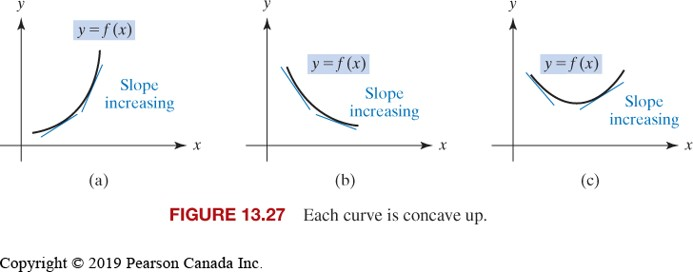 y
y = f (x)
Slope
increasing
x
(a)
y
y = f (x)
Slope
increasing
x
(b)
y
y = f (x)
Slope
increasing
x
(c)
FIGURE 13.27 Each curve is concave up.
Copyright © 2019 Pearson Canada Inc.